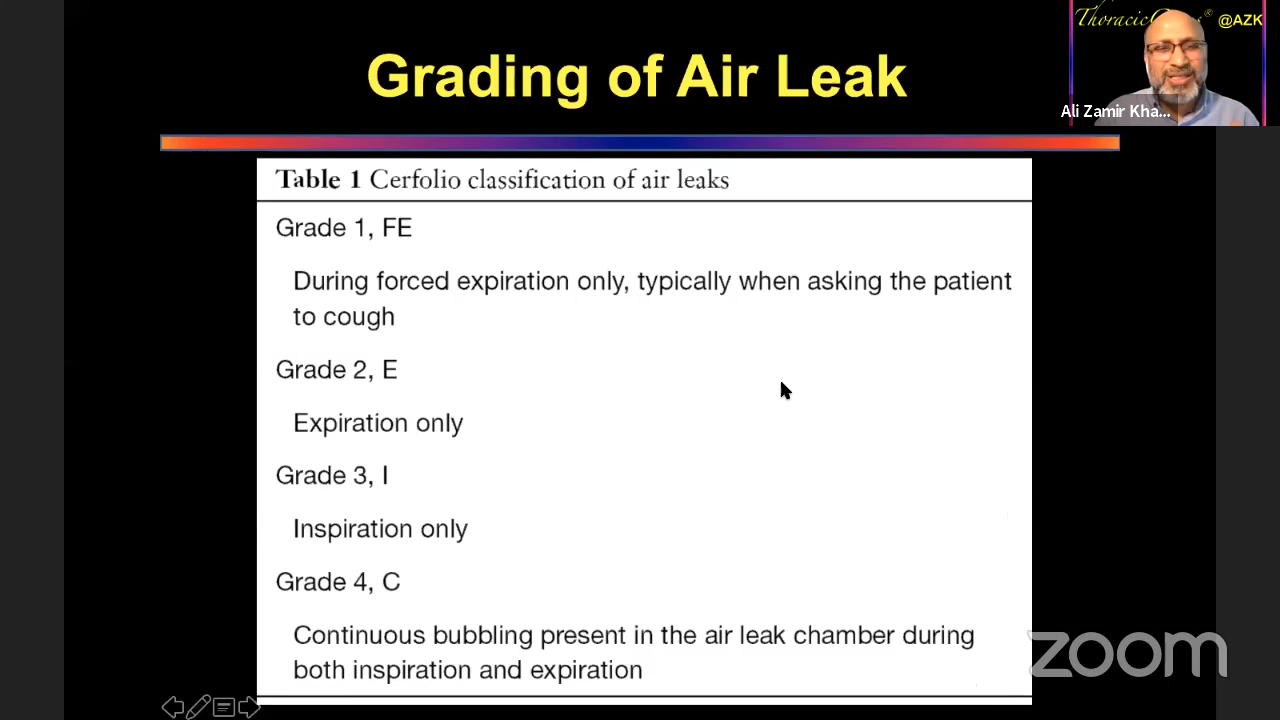 Grading of Air Leak
@AZK
Ali Zamir Kha...
Table 1 Cerfolio classification of air leaks
Grade 1, FE
During forced expiration only, typically when asking the patient
to cough
Grade 2, E
Expiration only
Grade 3, I
Inspiration only
Grade 4, C
Continuous bubbling present in the air leak chamber during
both inspiration and expiration
zoom